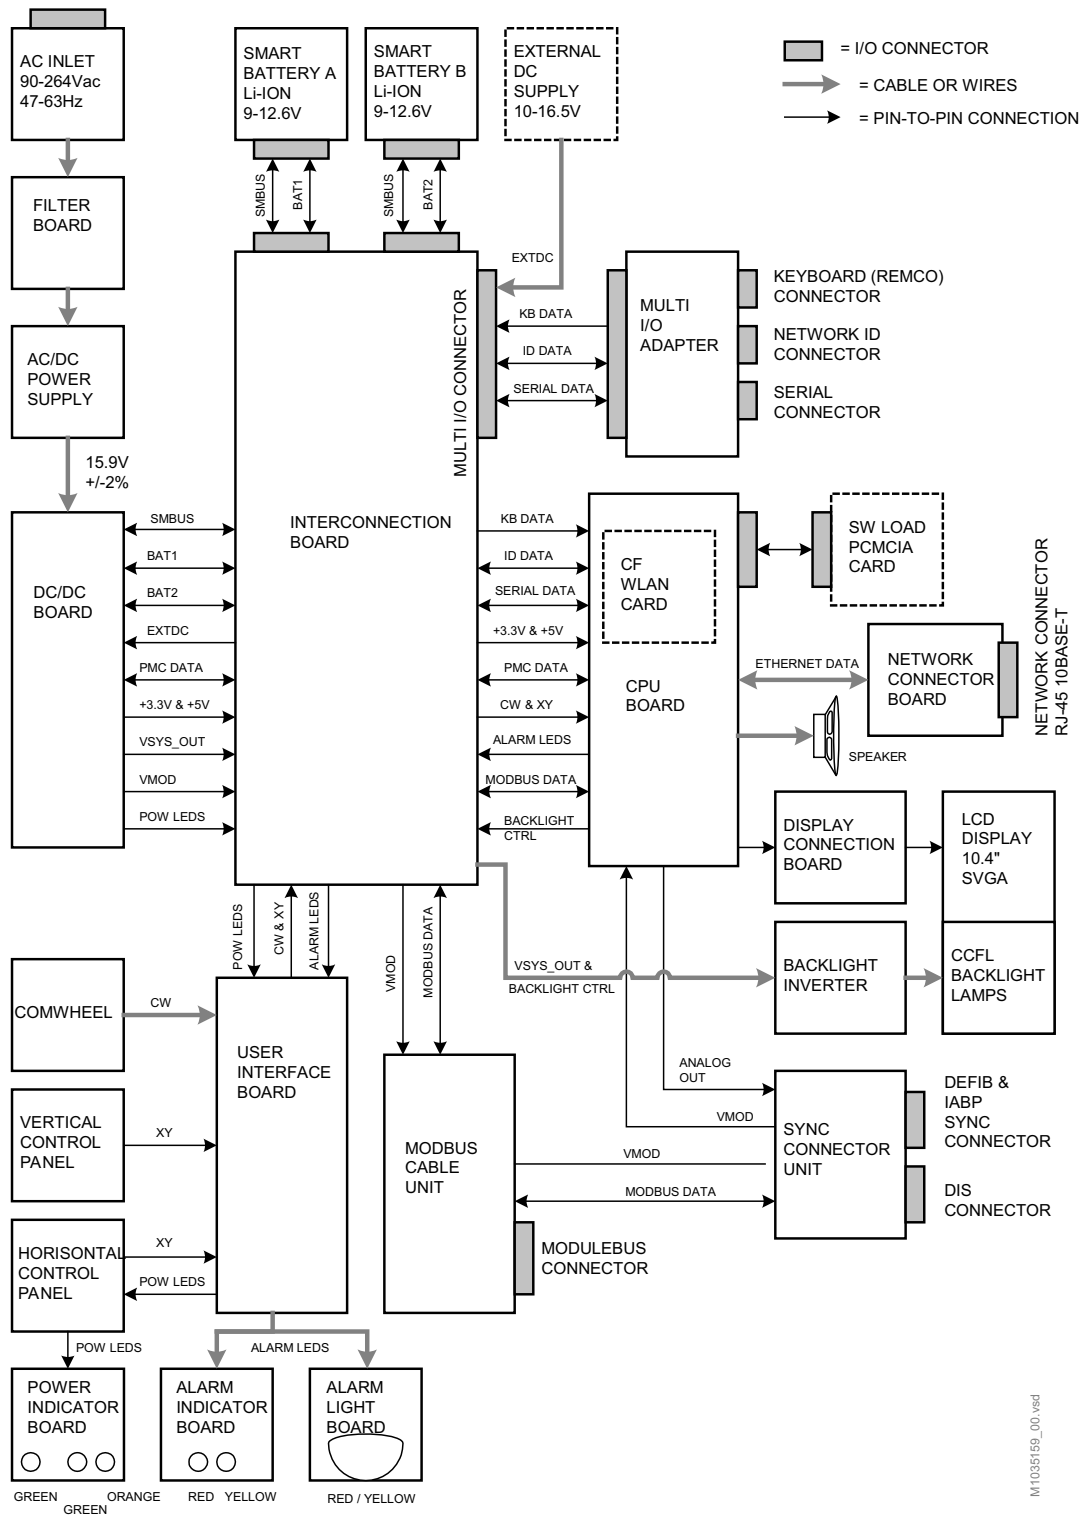 AC INLET
90-264Vac
47-63Hz
SMART
BATTERY A
Li-ION
9-12.6V
SMART
BATTERY B
Li-ION
9-12.6V
EXTERNAL
DC
SUPPLY
10-16.5V
= I/O CONNECTOR
= CABLE OR WIRES
= PIN-TO-PIN CONNECTION
SMBUS
BAT1
SMBUS
BAT2
FILTER
BOARD
EXTDC
KB DATA
ID DATA
SERIAL DATA
MULTI I/O CONNECTOR
MULTI
I/O
ADAPTER
KEYBOARD (REMCO)
CONNECTOR
NETWORK ID
CONNECTOR
SERIAL
CONNECTOR
AC/DC
POWER
SUPPLY
15.9V
+/-2%
DC/DC
BOARD
SMBUS
BAT1
BAT2
EXTDC
PMC DATA
+3.3V & +5V
VSYS_OUT
VMOD
POW LEDS
INTERCONNECTION
BOARD
KB DATA
ID DATA
SERIAL DATA
+3.3V & +5V
PMC DATA
CW & XY
ALARM LEDS
MODBUS DATA
BACKLIGHT
CTRL
CF
WLAN
CARD
CPU
BOARD
SW LOAD
PCMCIA
CARD
ETHERNET DATA
NETWORK
CONNECTOR
BOARD
NETWORK CONNECTOR
RJ-45 10BASE-T
SPEAKER
DISPLAY
CONNECTION
BOARD
LCD
DISPLAY
10.4"
SVGA
POW LEDS
CW & XY
ALARM LEDS
VMOD
MODBUS DATA
VSYS_OUT &
BACKLIGHT CTRL
BACKLIGHT
INVERTER
CCFL
BACKLIGHT
LAMPS
COMWHEEL
CW
USER
INTERFACE
BOARD
VERTICAL
CONTROL
PANEL
XY
MODBUS
CABLE
UNIT
ANALOG
OUT
VMOD
VMOD
MODBUS DATA
SYNC
CONNECTOR
UNIT
DEFIB &
IABP
SYNC
CONNECTOR
DIS
CONNECTOR
MODULEBUS
CONNECTOR
HORISONTAL
CONTROL
PANEL
XY
POW LEDS
POW LEDS
ALARM LEDS
POWER
INDICATOR
BOARD
GREEN
GREEN
ORANGE
ALARM
INDICATOR
BOARD
RED YELLOW
ALARM
LIGHT
BOARD
RED / YELLOW
M1035159_00.vsd